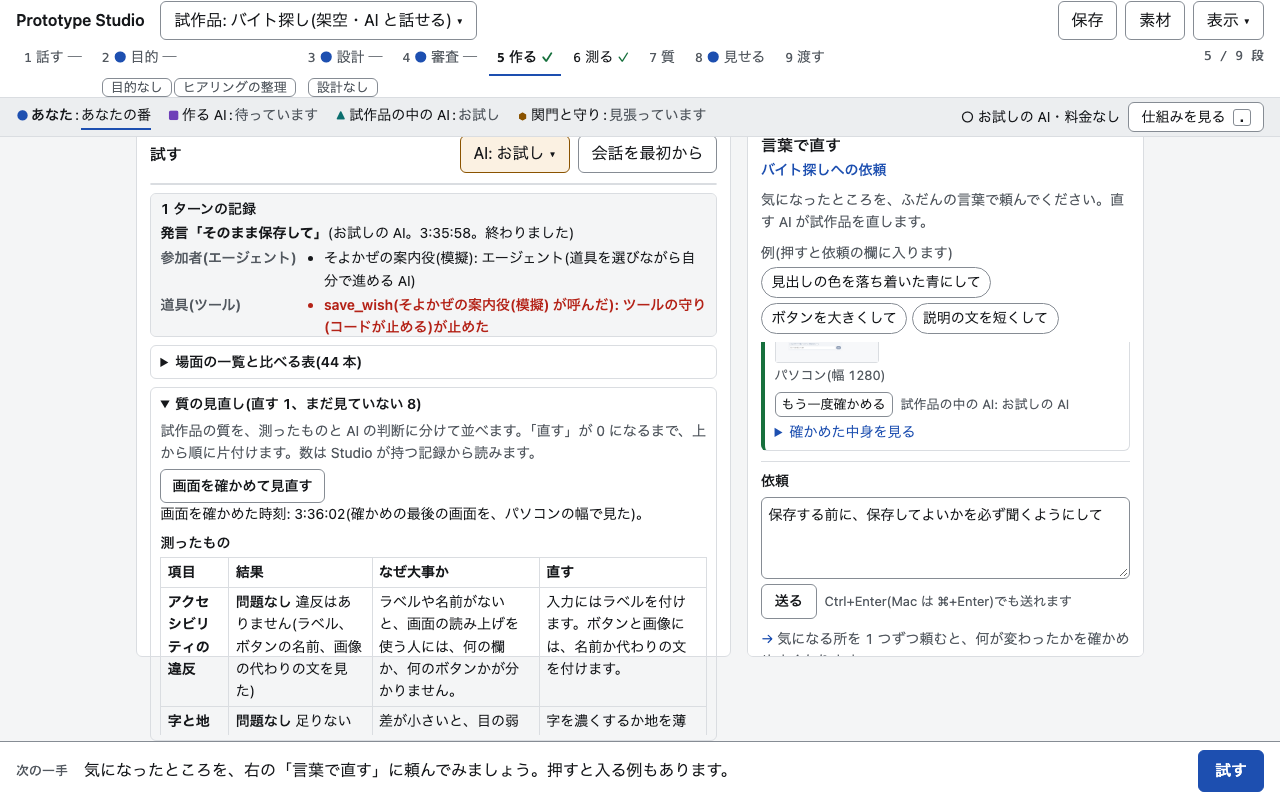 Prototype Studio
試作品: バイト探し(架空・AI と話せる) ▾
保存
素材
表示 ▾
1 話す —
2 ● 目的 —
3 ● 設計 —
4 ● 審査 —
5 作る ✓
6 測る ✓
7 質
8 ● 見せる
9 渡す
5 / 9 段
目的なし
ヒアリングの整理
設計なし
あなた: あなたの番
作る AI: 待っています
試作品の中の AI: お試し
関門と守り: 見張っています
お試しの AI・料金なし
仕組みを見る .
試す
AI: お試し ▾
会話を最初から
1 ターンの記録
発言「そのまま保存して」(お試しの AI。3:35:58。終わりました)
参加者(エージェント)
• そよかぜの案内役(模擬): エージェント(道具を選びながら自
分で進める AI)
道具(ツール)
• save_wish(そよかぜの案内役(模擬) が呼んだ): ツールの守り
(コードが止める)が止めた
▶ 場面の一覧と比べる表(44 本)
▼ 質の見直し(直す 1、まだ見ていない 8)
試作品の質を、測ったものと AI の判断に分けて並べます。「直す」が 0 になるまで、上
から順に片付けます。数は Studio が持つ記録から読みます。
画面を確かめて見直す
画面を確かめた時刻: 3:36:02(確かめの最後の画面を、パソコンの幅で見た)。
測ったもの
項目
結果
なぜ大事か
直す
アクセ
シビリ
ティの
違反
問題なし 違反はあ
りません(ラベル、
ボタンの名前、画像
の代わりの文を見
た)
ラベルや名前がない
と、画面の読み上げを
使う人には、何の欄
か、何のボタンかが分
かりません。
入力にはラベルを付け
ます。ボタンと画像に
は、名前か代わりの文
を付けます。
字と地
問題なし 足りない
差が小さいと、目の弱
字を濃くするか地を薄
言葉で直す
バイト探しへの依頼
気になったところを、ふだんの言葉で頼んでください。直
す AI が試作品を直します。
例(押すと依頼の欄に入ります)
見出しの色を落ち着いた青にして
ボタンを大きくして
説明の文を短くして
パソコン(幅 1280)
もう一度確かめる
試作品の中の AI: お試しの AI
▶ 確かめた中身を見る
依頼
保存する前に、保存してよいかを必ず聞くようにして
送る
Ctrl+Enter(Mac は ⌘+Enter)でも送れます
→ 気になる所を 1 つずつ頼むと、何が変わったかを確かめ
次の一手
気になったところを、右の「言葉で直す」に頼んでみましょう。押すと入る例もあります。
試す